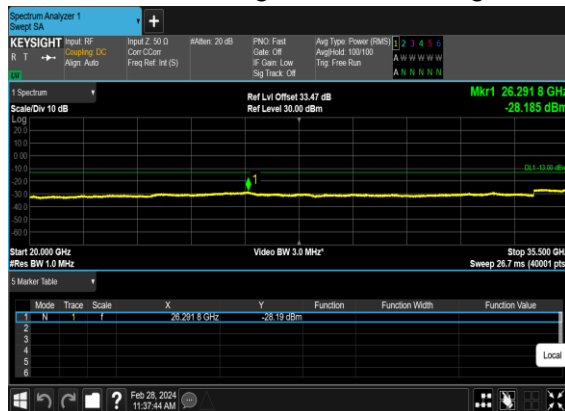 Spectrum Analyzer 1
Swept SA
+
KEYSIGHT Input: RF Input Z: 50 Ω #Atten: 20 dB PNO: Fast Avg Type: Power (RMS) 1 2 3 4 5 6
R T Coupling: DC Corr CCorr Gate: Off Avg|Hold: 100/100 A W W W W W
Align: Auto Freq Ref: Int (S) IF Gain: Low Trig: Free Run
LW Sig Track: Off A N N N N N
1 Spectrum Ref Lvl Offset 33.47 dB Mkr1 26.291 8 GHz
Scale/Div 10 dB Ref Level 30.00 dBm -28.185 dBm
Log
20.0
10.0
0.00
-10.0 DL1 -13.00 dBm
-20.0 1
-30.0
-40.0
-50.0
-60.0
Start 20.000 GHz Video BW 3.0 MHz* Stop 35.500 GHz
#Res BW 1.0 MHz Sweep 26.7 ms (40001 pts
5 Marker Table
Mode Trace Scale X Y Function Function Width Function Value
1 N 1 f 26.291 8 GHz -28.19 dBm
2
3
4
5
6
Local
? Feb 28, 2024
11:37:44 AM